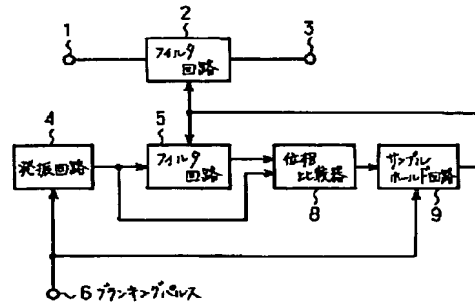 1
2
3
フィルタ
回路
4
5
発振回路
フィルタ
回路
位相
比較器
8
サンプル
ホールド回路
9
6 ブランキングパルス